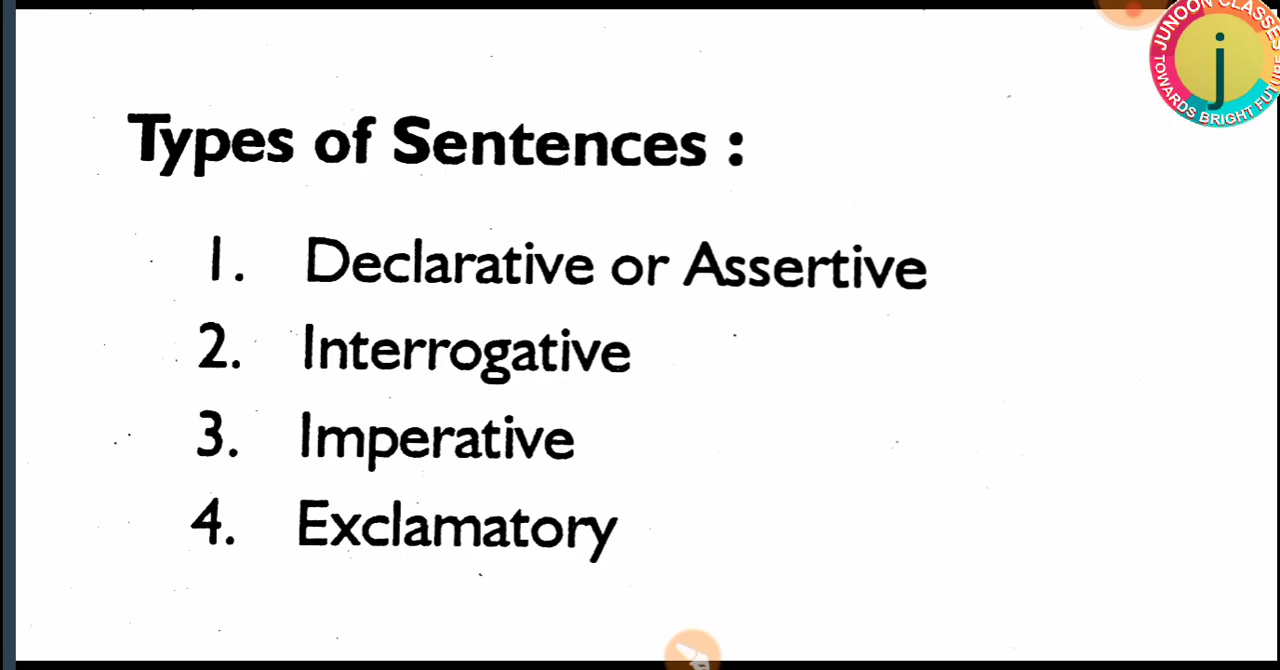 JUNOON CLASSES
TOWARDS BRIGHT FUTURE
j
Types of Sentences :
1. Declarative or Assertive
2. Interrogative
3. Imperative
4. Exclamatory